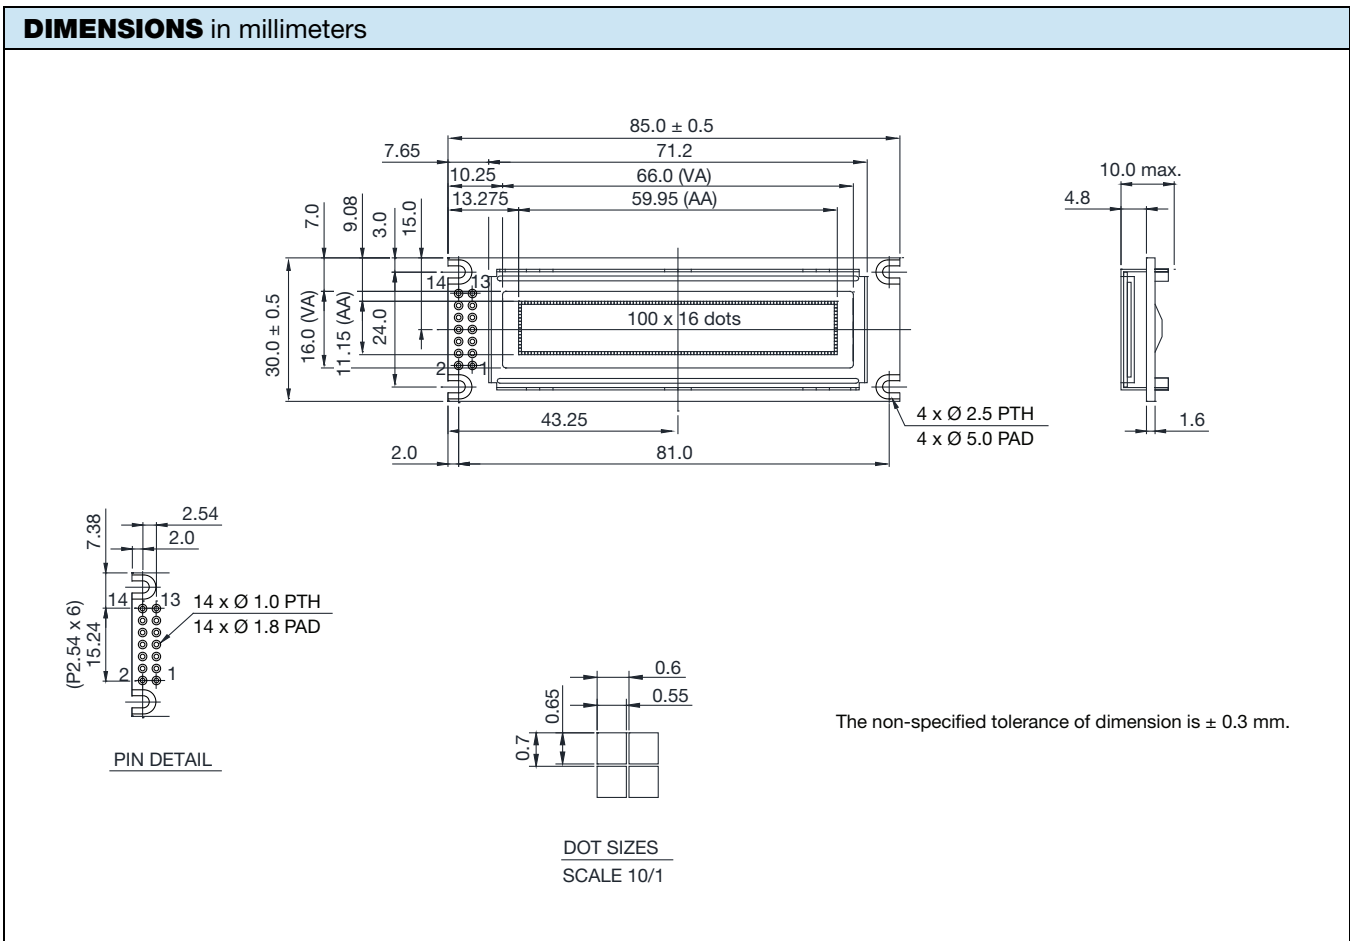 DIMENSIONS in millimeters
85.0 ± 0.5
7.65
71.2
10.25
66.0 (VA)
13.275
59.95 (AA)
7.0
9.08
3.0
15.0
10.0 max.
4.8
14
13
30.0 ± 0.5
16.0 (VA)
11.15 (AA)
24.0
100 x 16 dots
2
1
43.25
4 x Ø 2.5 PTH
4 x Ø 5.0 PAD
1.6
2.0
81.0
7.38
2.54
2.0
14
13
14 x Ø 1.0 PTH
14 x Ø 1.8 PAD
(P2.54 x 6)
15.24
2
1
PIN DETAIL
0.6
0.55
0.65
0.7
The non-specified tolerance of dimension is ± 0.3 mm.
DOT SIZES
SCALE 10/1